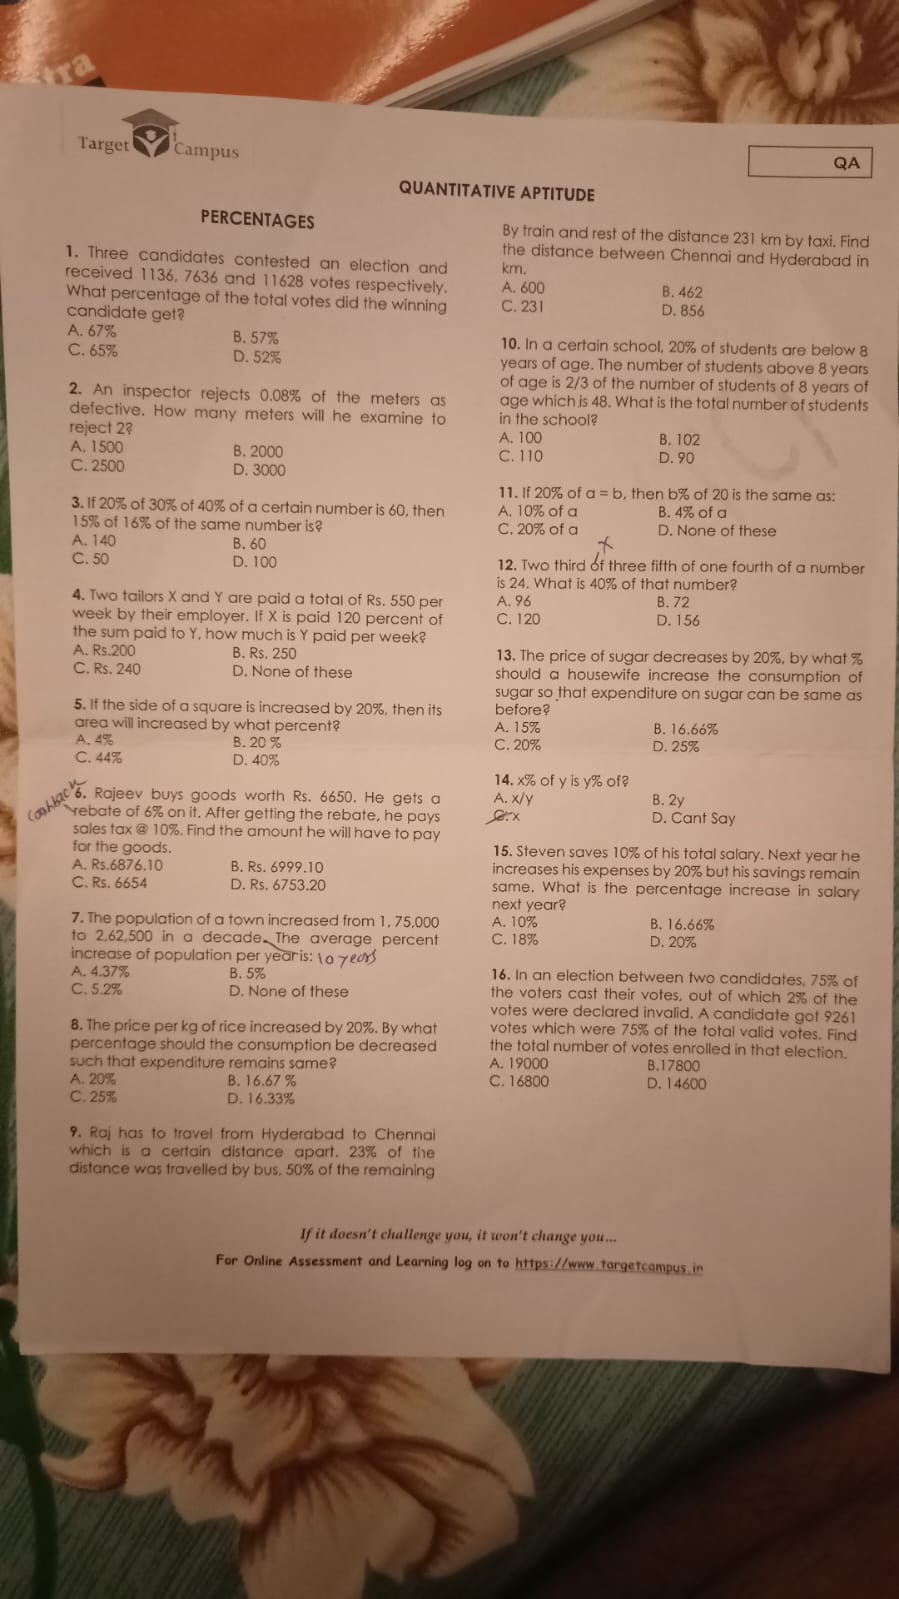 tra
Target Campus
QA
QUANTITATIVE APTITUDE
PERCENTAGES
1. Three candidates contested an election and
received 1136, 7636 and 11628 votes respectively.
What percentage of the total votes did the winning
candidate get?
A. 67% B. 57%
C. 65% D. 52%
2. An inspector rejects 0.08% of the meters as
defective. How many meters will he examine to
reject 2?
A. 1500 B. 2000
C. 2500 D. 3000
3. If 20% of 30% of 40% of a certain number is 60, then
15% of 16% of the same number is?
A. 140 B. 60
C. 50 D. 100
4. Two tailors X and Y are paid a total of Rs. 550 per
week by their employer. If X is paid 120 percent of
the sum paid to Y, how much is Y paid per week?
A. Rs.200 B. Rs. 250
C. Rs. 240 D. None of these
5. If the side of a square is increased by 20%, then its
area will increased by what percent?
A. 4% B. 20 %
C. 44% D. 40%
Cashback
6. Rajeev buys goods worth Rs. 6650. He gets a
rebate of 6% on it. After getting the rebate, he pays
sales tax @ 10%. Find the amount he will have to pay
for the goods.
A. Rs.6876.10 B. Rs. 6999.10
C. Rs. 6654 D. Rs. 6753.20
7. The population of a town increased from 1, 75,000
to 2,62,500 in a decade. The average percent
increase of population per year is: 10 years
A. 4.37% B. 5%
C. 5.2% D. None of these
8. The price per kg of rice increased by 20%. By what
percentage should the consumption be decreased
such that expenditure remains same?
A. 20% B. 16.67 %
C. 25% D. 16.33%
9. Raj has to travel from Hyderabad to Chennai
which is a certain distance apart. 23% of the
distance was travelled by bus, 50% of the remaining
By train and rest of the distance 231 km by taxi. Find
the distance between Chennai and Hyderabad in
km.
A. 600 B. 462
C. 231 D. 856
10. In a certain school, 20% of students are below 8
years of age. The number of students above 8 years
of age is 2/3 of the number of students of 8 years of
age which is 48. What is the total number of students
in the school?
A. 100 B. 102
C. 110 D. 90
11. If 20% of a = b, then b% of 20 is the same as:
A. 10% of a B. 4% of a
C. 20% of a D. None of these
x
12. Two third of three fifth of one fourth of a number
is 24. What is 40% of that number?
A. 96 B. 72
C. 120 D. 156
13. The price of sugar decreases by 20%, by what %
should a housewife increase the consumption of
sugar so that expenditure on sugar can be same as
before?
A. 15% B. 16.66%
C. 20% D. 25%
14. x% of y is y% of?
A. x/y B. 2y
C. x D. Cant Say
15. Steven saves 10% of his total salary. Next year he
increases his expenses by 20% but his savings remain
same. What is the percentage increase in salary
next year?
A. 10% B. 16.66%
C. 18% D. 20%
16. In an election between two candidates, 75% of
the voters cast their votes, out of which 2% of the
votes were declared invalid. A candidate got 9261
votes which were 75% of the total valid votes. Find
the total number of votes enrolled in that election.
A. 19000 B.17800
C. 16800 D. 14600
If it doesn't challenge you, it won't change you...
For Online Assessment and Learning log on to https://www.targetcampus.in